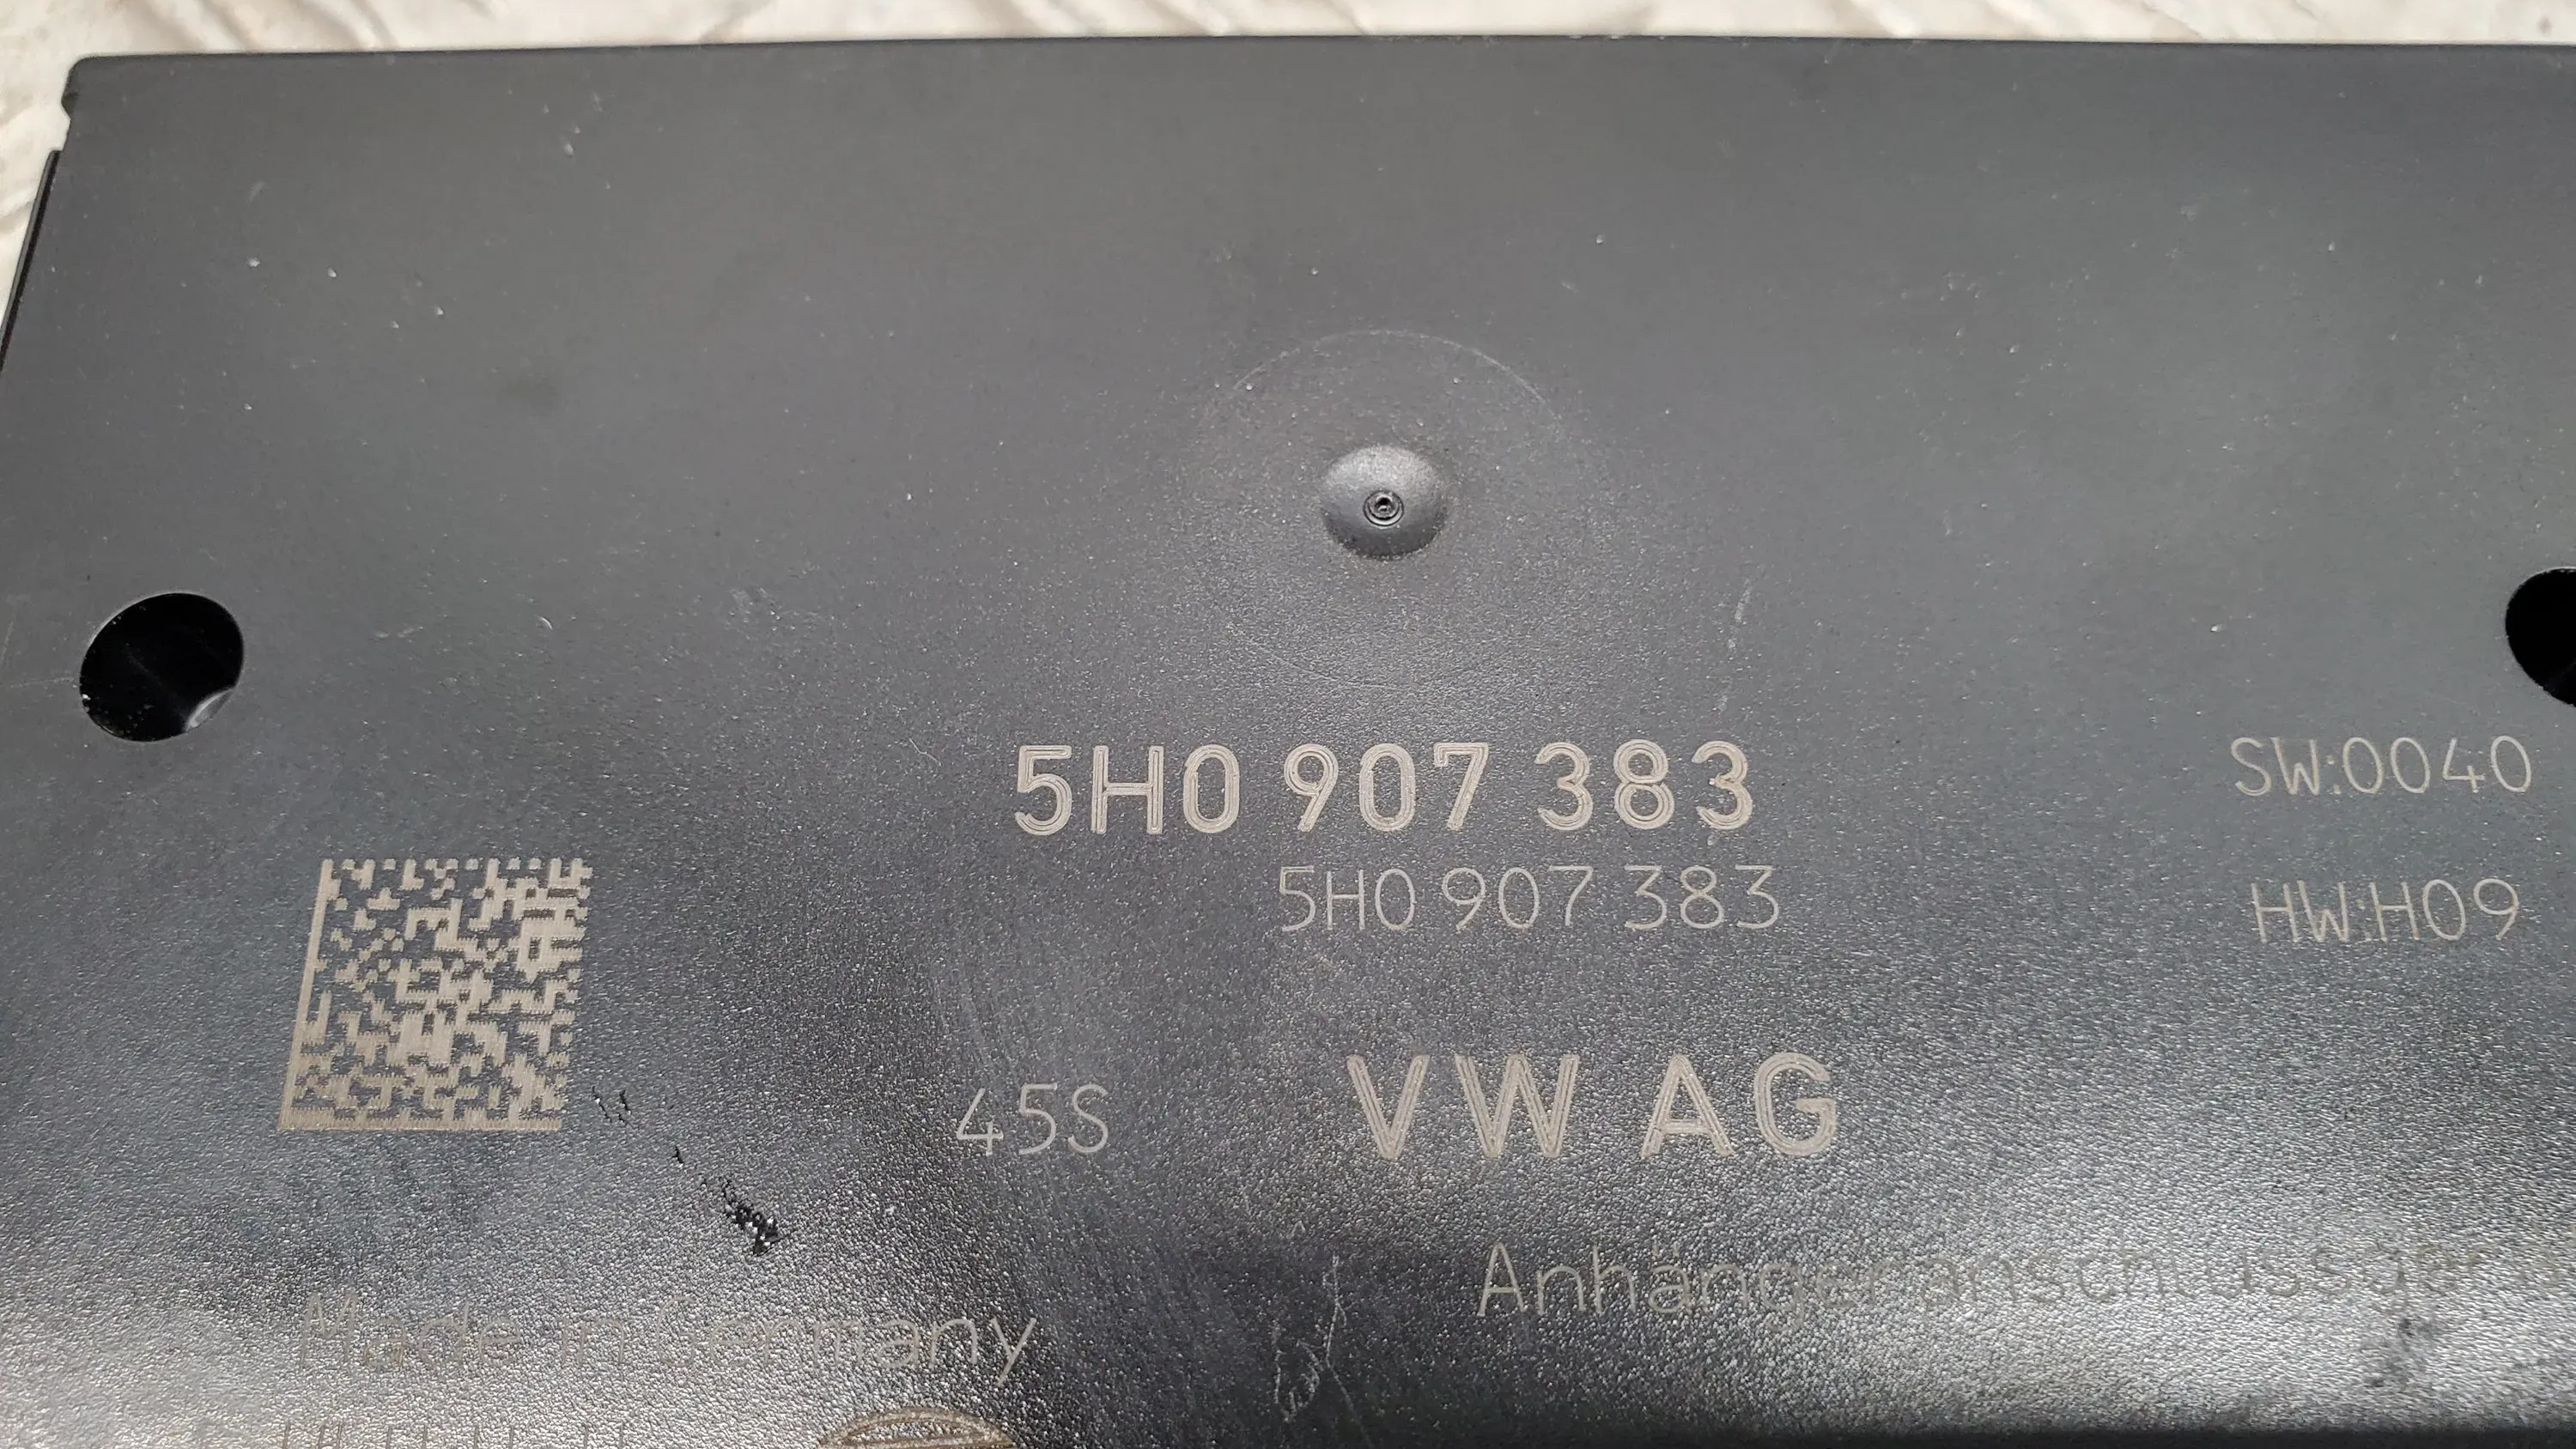 5H0 907 383
SW:0040
5H0 907 383
HW:H09
45S
VW AG
Made in Germany